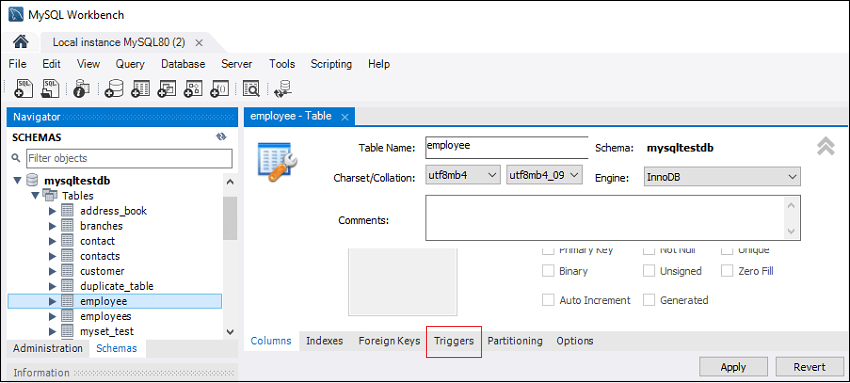 MySQL Workbench
Local instance MySQL80 (2) ×
File Edit View Query Database Server Tools Scripting Help
Navigator
SCHEMAS
Filter objects
mysqltestdb
Tables
address_book
branches
contact
contacts
customer
duplicate_table
employee
employees
myset_test
Administration Schemas
Information
employee - Table ×
Table Name: employee Schema: mysqltestdb
Charset/Collation: utf8mb4 utf8mb4_09 Engine: InnoDB
Comments:
Primary Key Not Null Unique
Binary Unsigned Zero Fill
Auto Increment Generated
Columns Indexes Foreign Keys Triggers Partitioning Options
Apply Revert